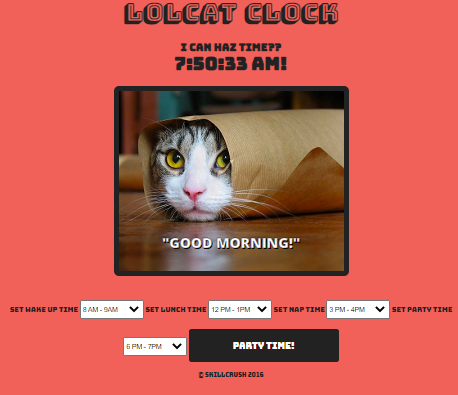 LOLCAT CLOCK
I CAN HAZ TIME??
7:50:33 AM!
"GOOD MORNING!"
SET WAKE UP TIME 8 AM - 9AM SET LUNCH TIME 12 PM - 1PM SET NAP TIME 3 PM - 4PM SET PARTY TIME
6 PM - 7PM PARTY TIME!
© SKILLCRUSH 2016